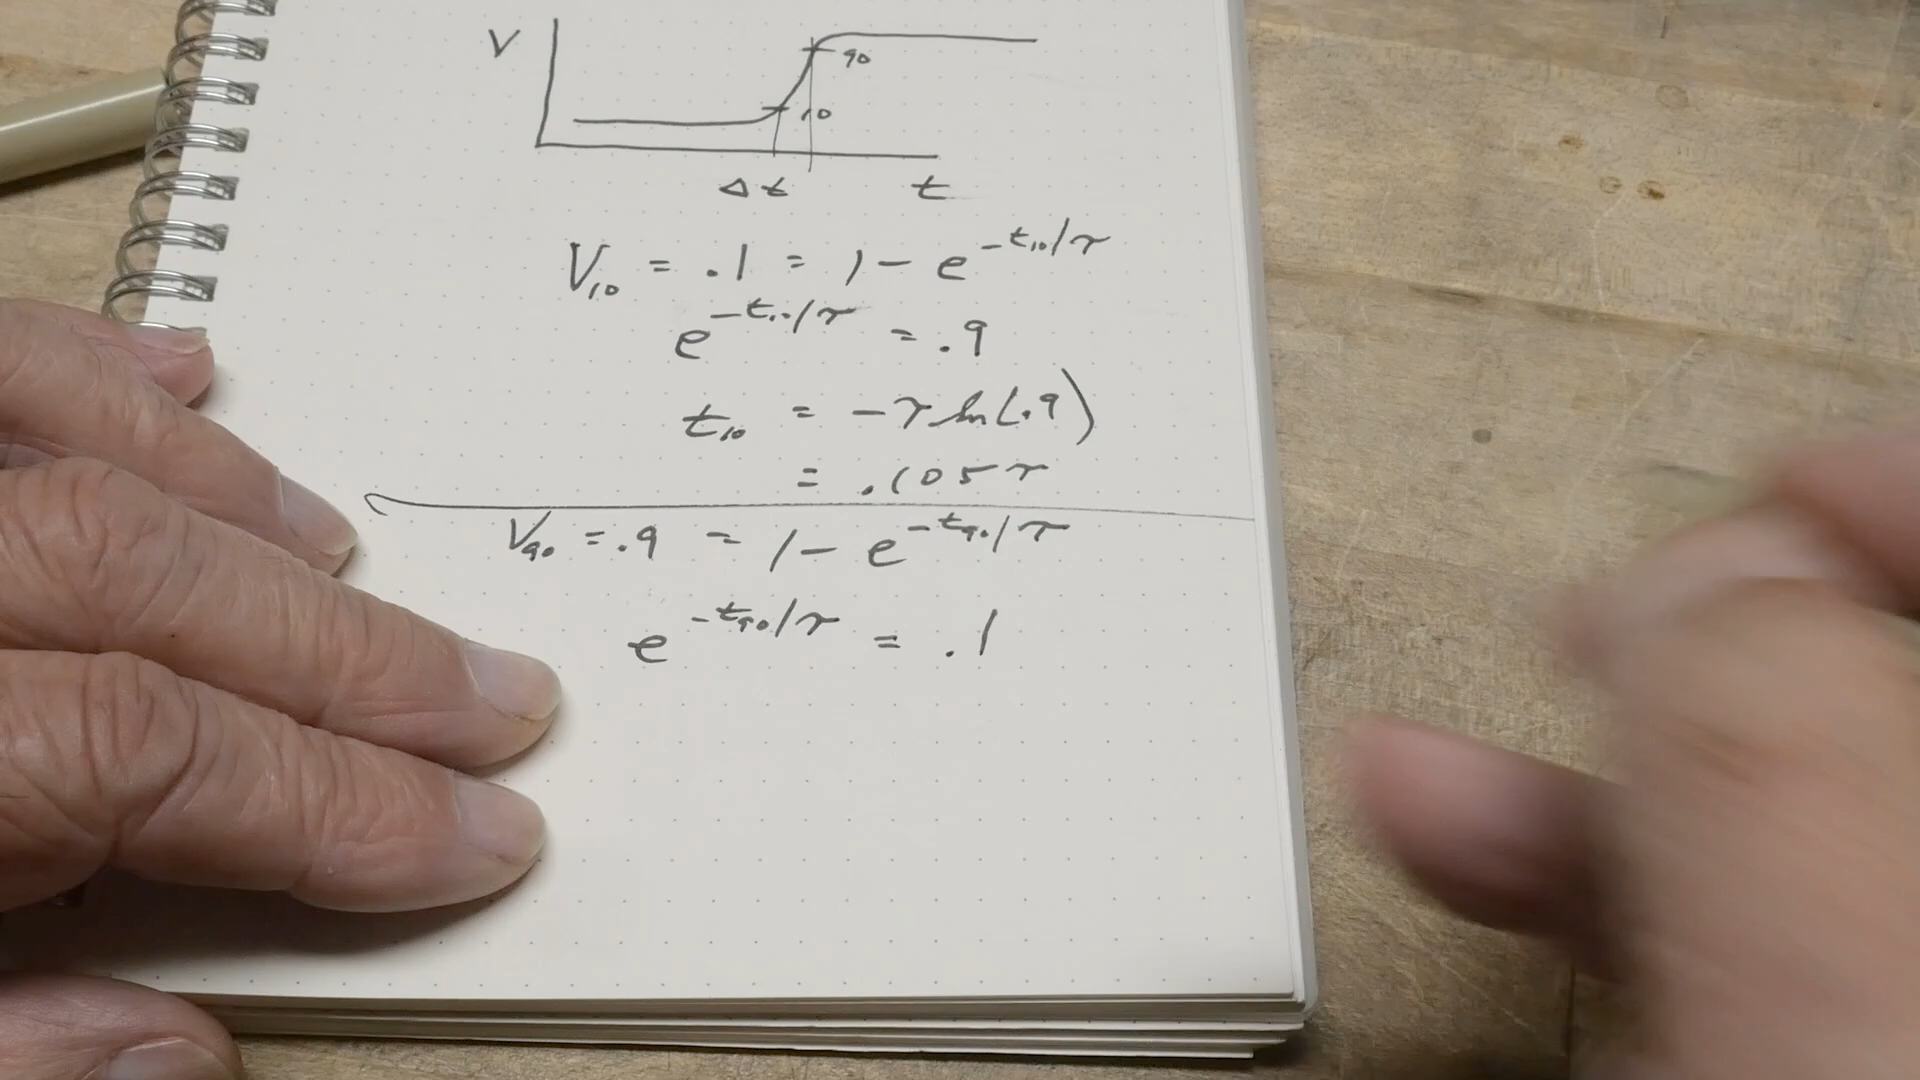 V
90
10
Δt t
V₁₀ = .1 = 1 - e^(-t₁₀/τ)
e^(-t₁₀/τ) = .9
t₁₀ = -τ ln(.9)
= .105τ
V₉₀ = .9 = 1 - e^(-t₉₀/τ)
e^(-t₉₀/τ) = .1